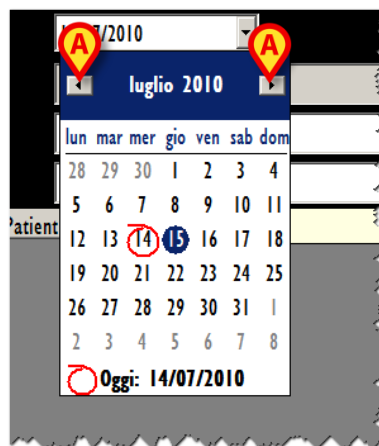 7/2010
A A
luglio 2010
lun mar mer gio ven sab dom
28 29 30 1 2 3 4
5 6 7 8 9 10 11
12 13 14 15 16 17 18
19 20 21 22 23 24 25
26 27 28 29 30 31 1
2 3 4 5 6 7 8
Oggi: 14/07/2010
Patient